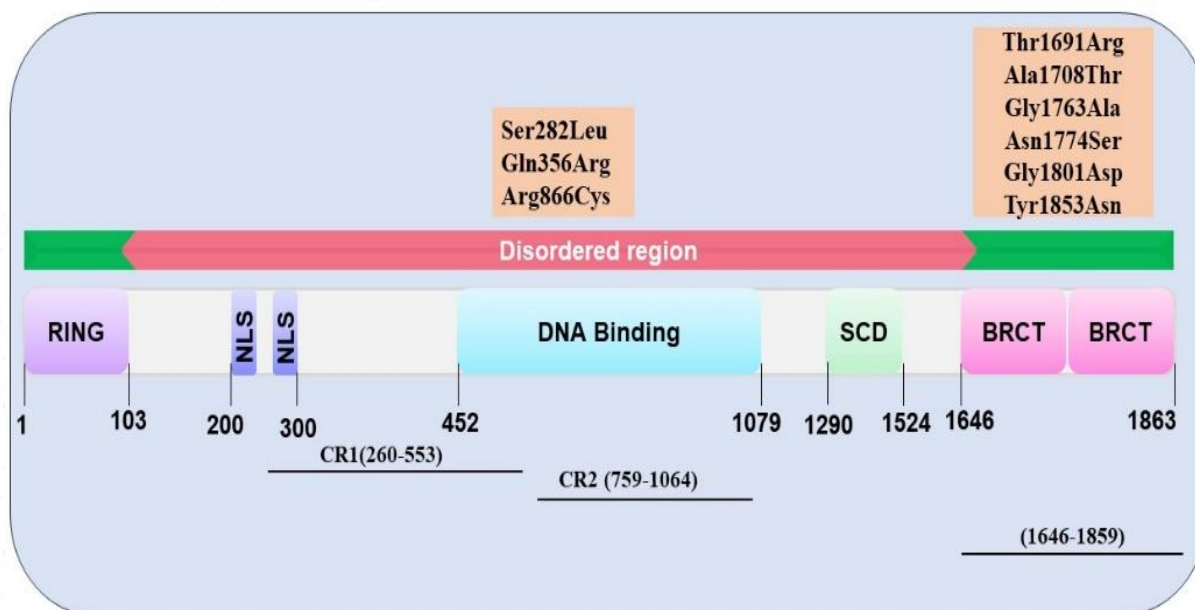 Thr1691Arg
Ala1708Thr
Gly1763Ala
Asn1774Ser
Gly1801Asp
Tyr1853Asn
Ser282Leu
Gln356Arg
Arg866Cys
Disordered region
RING
NLS
NLS
DNA Binding
SCD
BRCT
BRCT
1
103
200
300
452
1079
1290
1524
1646
1863
CR1(260-553)
CR2 (759-1064)
(1646-1859)